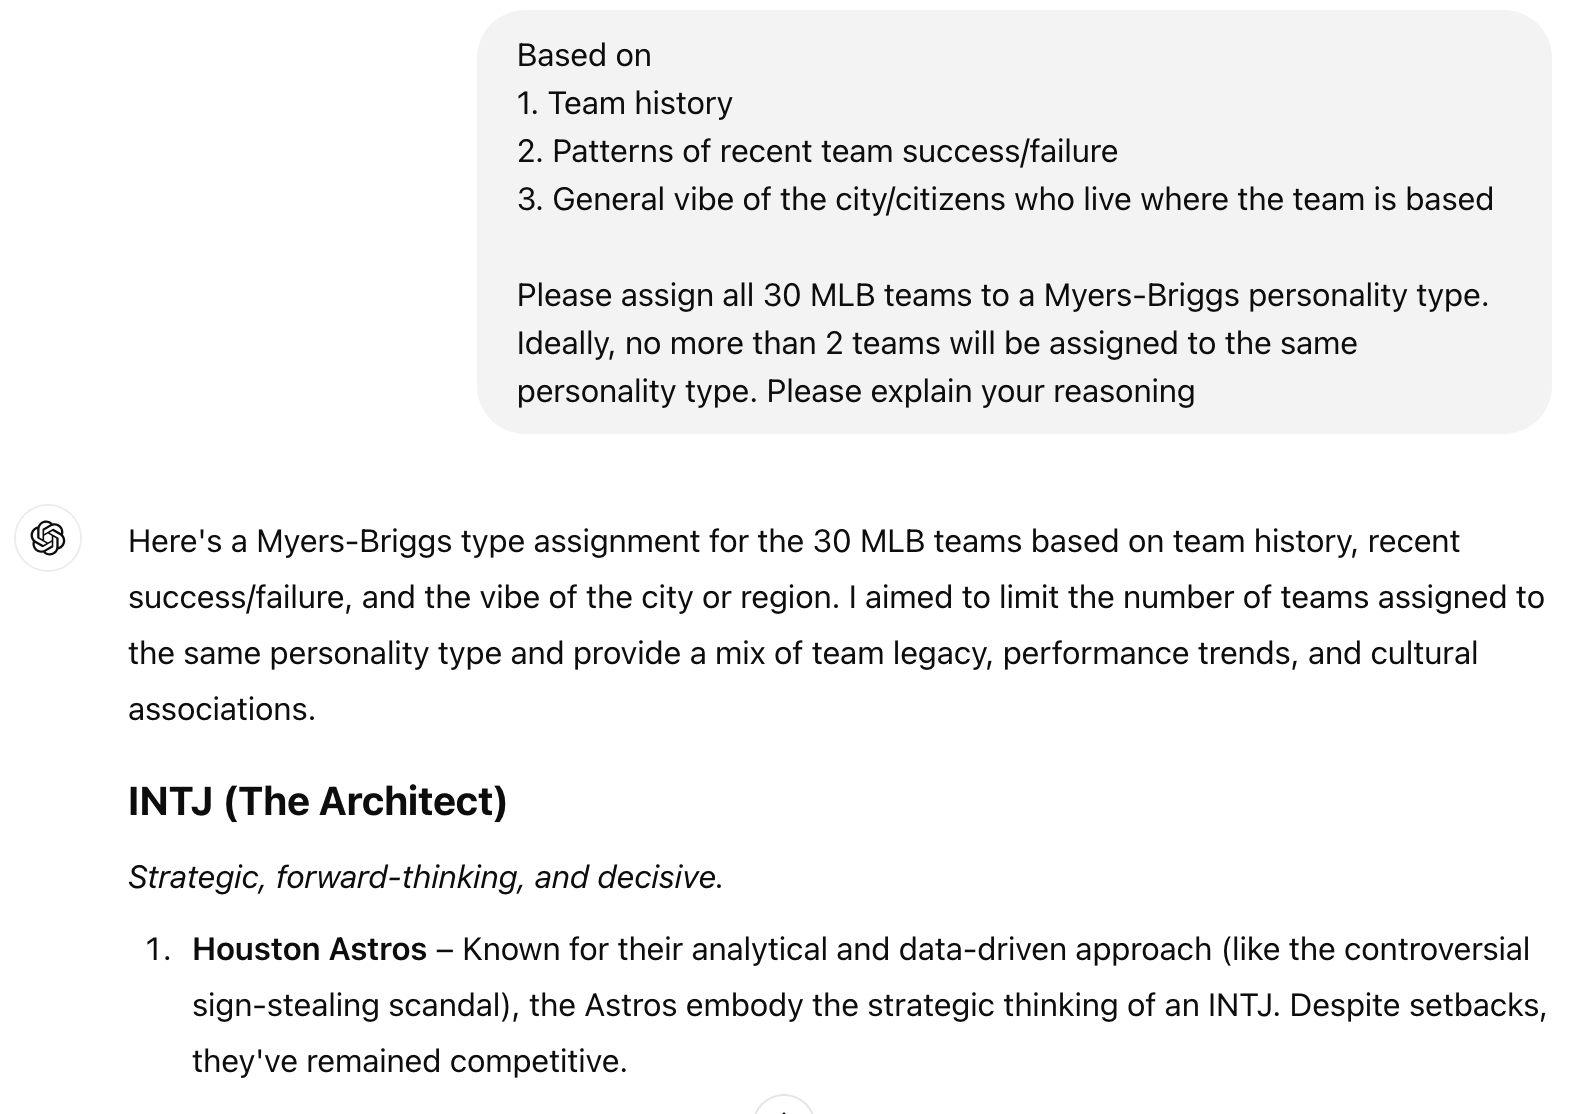 Based on
1. Team history
2. Patterns of recent team success/failure
3. General vibe of the city/citizens who live where the team is based
Please assign all 30 MLB teams to a Myers-Briggs personality type.
Ideally, no more than 2 teams will be assigned to the same
personality type. Please explain your reasoning
Here's a Myers-Briggs type assignment for the 30 MLB teams based on team history, recent
success/failure, and the vibe of the city or region. I aimed to limit the number of teams assigned to
the same personality type and provide a mix of team legacy, performance trends, and cultural
associations.
INTJ (The Architect)
Strategic, forward-thinking, and decisive.
1. Houston Astros – Known for their analytical and data-driven approach (like the controversial
sign-stealing scandal), the Astros embody the strategic thinking of an INTJ. Despite setbacks,
they've remained competitive.